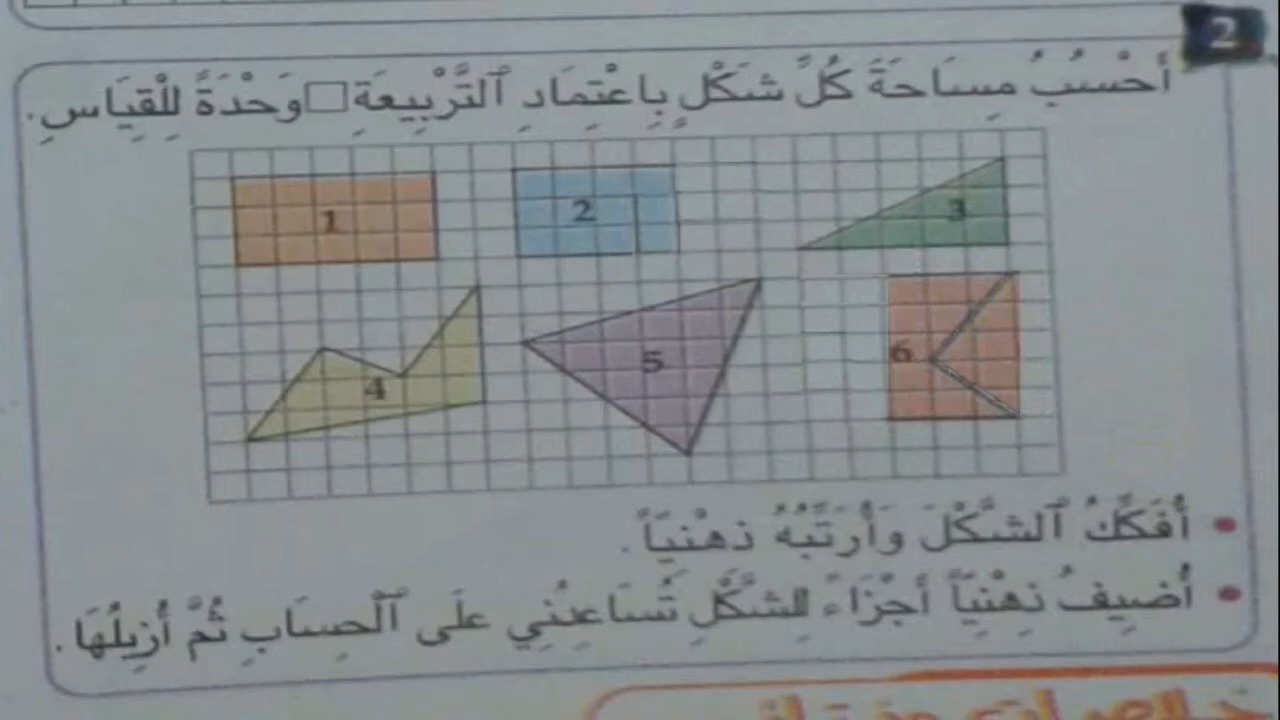 2
أَحْسُبُ مِسَاحَةَ كُلِّ شَكْلٍ بِاعْتِمَادِ ٱلتَّرْبِيعَةِ □ وَحْدَةً لِلْقِيَاسِ.
1 2 3
4 5 6
• أُفَكِّكُ ٱلشَّكْلَ وَأُرَتِّبُهُ ذِهْنِيّاً.
• أُضِيفُ ذِهْنِيّاً أَجْزَاءً لِلشَّكْلِ تُسَاعِدُنِي عَلَى ٱلْحِسَابِ ثُمَّ أُزِيلُهَا.